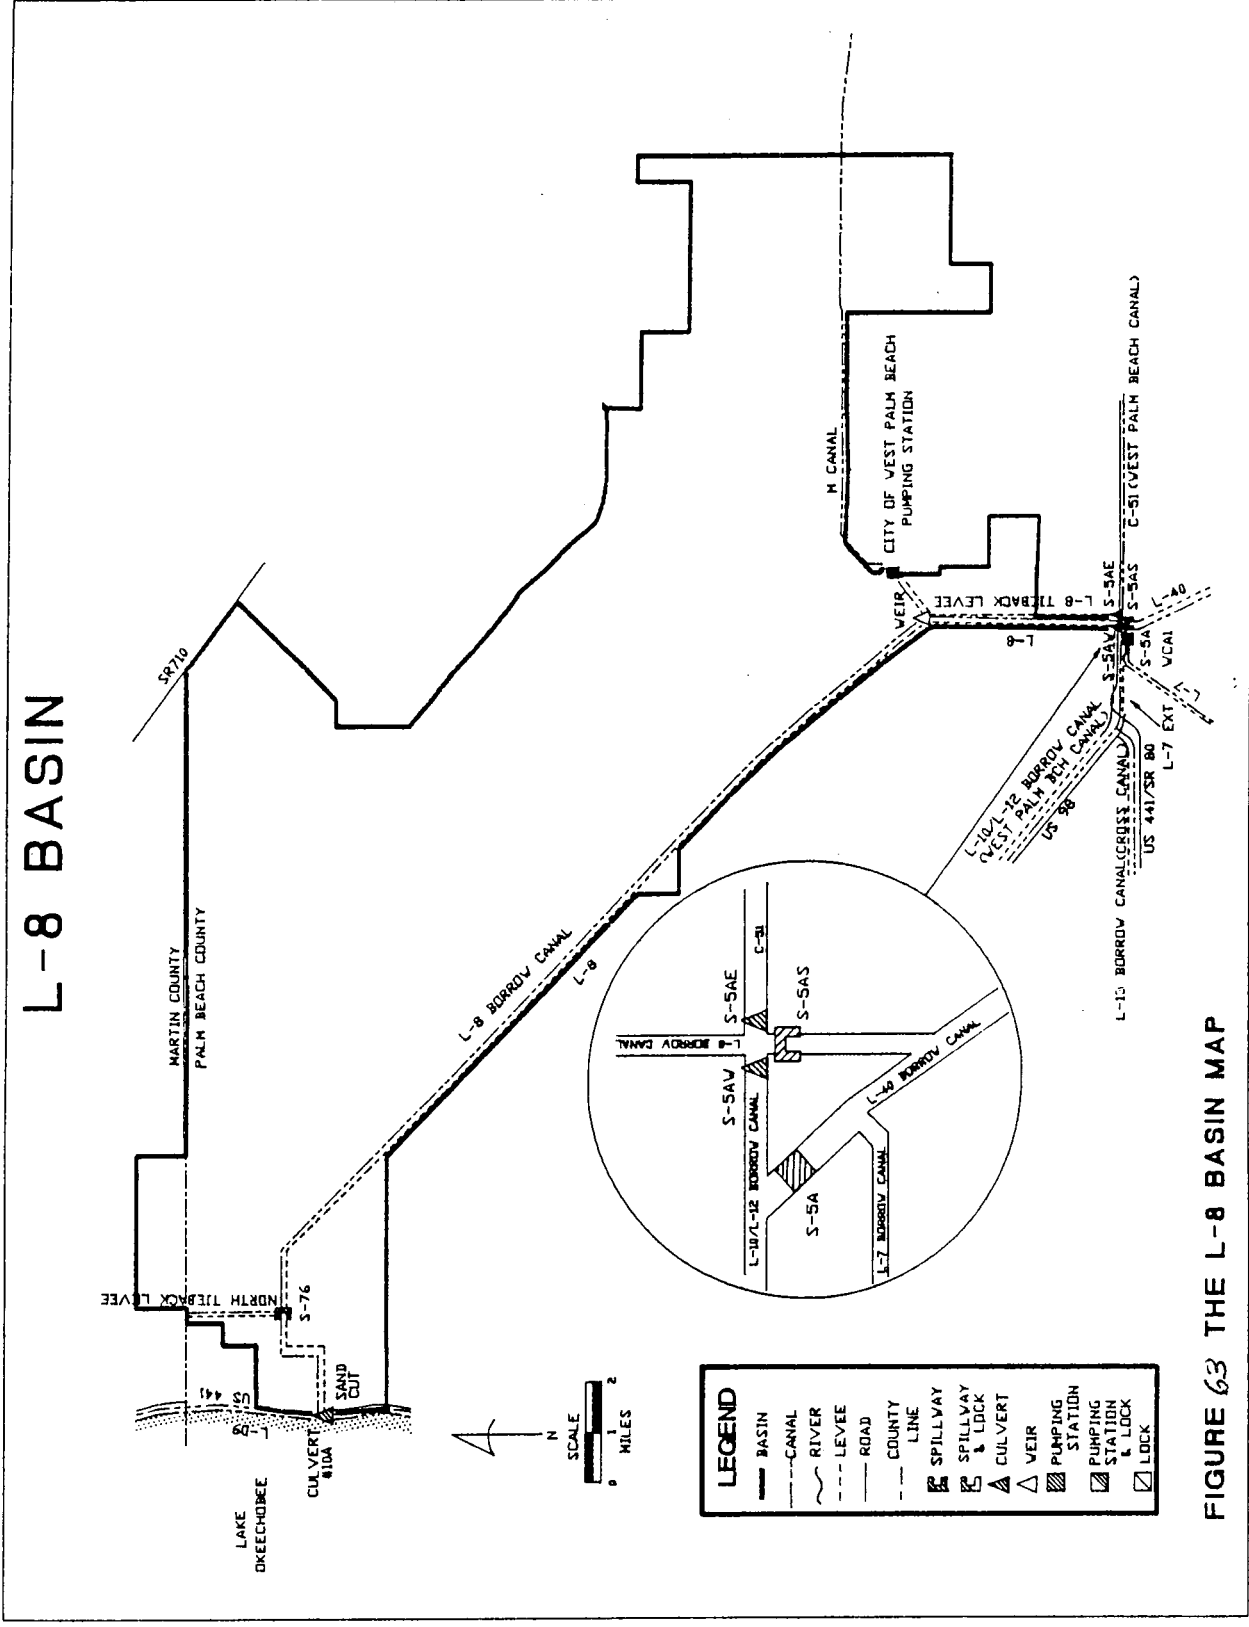 L-8 BASIN
SR710
MARTIN COUNTY
PALM BEACH COUNTY
NORTH TIEBACK LEVEE
S-76
US
441
L-D9
LAKE
OKEECHOBEE
CULVERT
#10A
SAND
CUT
L-8 BORROW CANAL
L-8
M CANAL
CITY OF WEST PALM BEACH
PUMPING STATION
WEIR
L-8 TIEBACK LEVEE
L-8
S-5AE
S-5AS
S-5AW
S-5A
WCA1
L-40
L-7
L-7 EXT
C-51 (WEST PALM BEACH CANAL)
L-10/L-12 BORROW CANAL
(WEST PALM BCH CANAL)
US 98
L-13 BORROW CANAL(CROSS CANAL)
US 441/SR 80
L-8 BORROW CANAL
S-5AE
C-51
S-5AW
S-5AS
L-10/L-12 BORROW CANAL
S-5A
L-40 BORROW CANAL
L-7 BORROW CANAL
N
SCALE
0 1 2
MILES
LEGEND
BASIN
CANAL
RIVER
LEVEE
ROAD
COUNTY
LINE
SPILLWAY
SPILLWAY
& LOCK
CULVERT
WEIR
PUMPING
STATION
PUMPING
STATION
& LOCK
LOCK
FIGURE 63 THE L-8 BASIN MAP